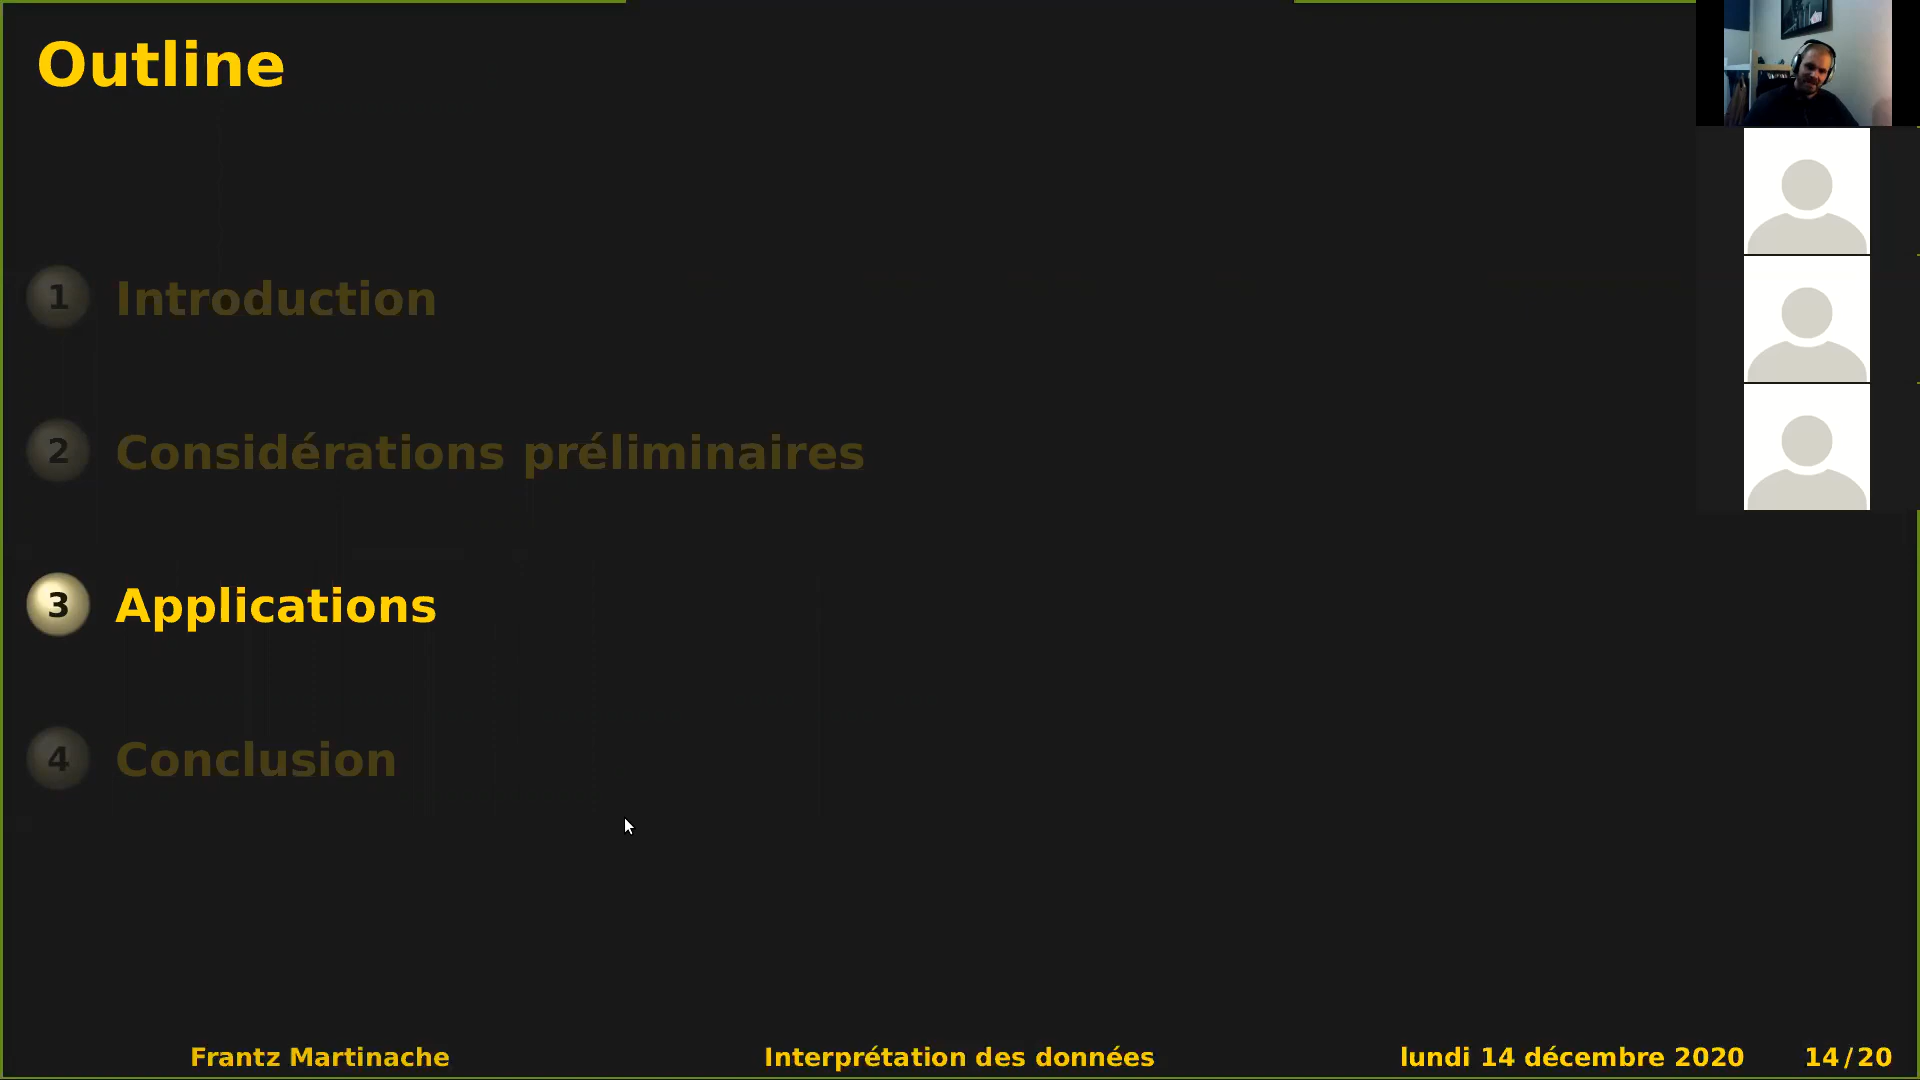 Outline
1 Introduction
2 Considérations préliminaires
3 Applications
4 Conclusion
Frantz Martinache Interprétation des données lundi 14 décembre 2020 14/20